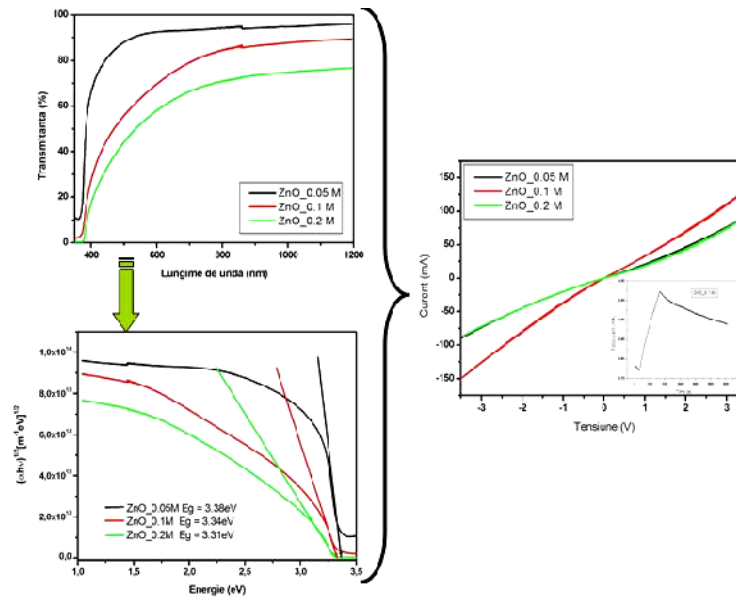 100
80
60
40
20
0
Transmitanta (%)
ZnO_0.05 M
ZnO_0.1 M
ZnO_0.2 M
400 600 800 1000 1200
Lungime de unda (nm)
(αhν)
1,0
0,0
ZnO_0.05M Eg = 3.38eV
ZnO_0.1M Eg = 3.34eV
ZnO_0.2M Eg = 3.31eV
1,0 1,5 2,0 2,5 3,0 3,5
Energie (eV)
150
100
50
0
-50
-100
-150
Curent (mA)
ZnO_0.05 M
ZnO_0.1 M
ZnO_0.2 M
-3 -2 -1 0 1 2 3
Tensiune (V)